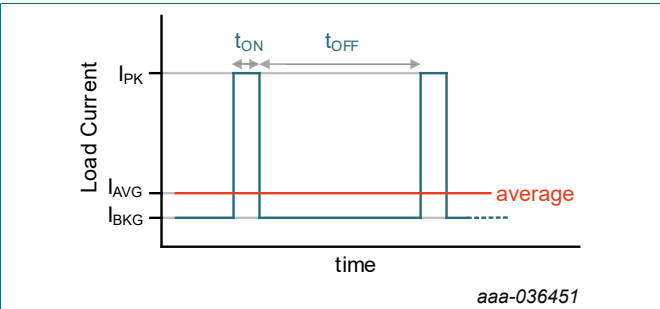 tON
tOFF
IPK
Load Current
IAVG
average
IBKG
time
aaa-036451